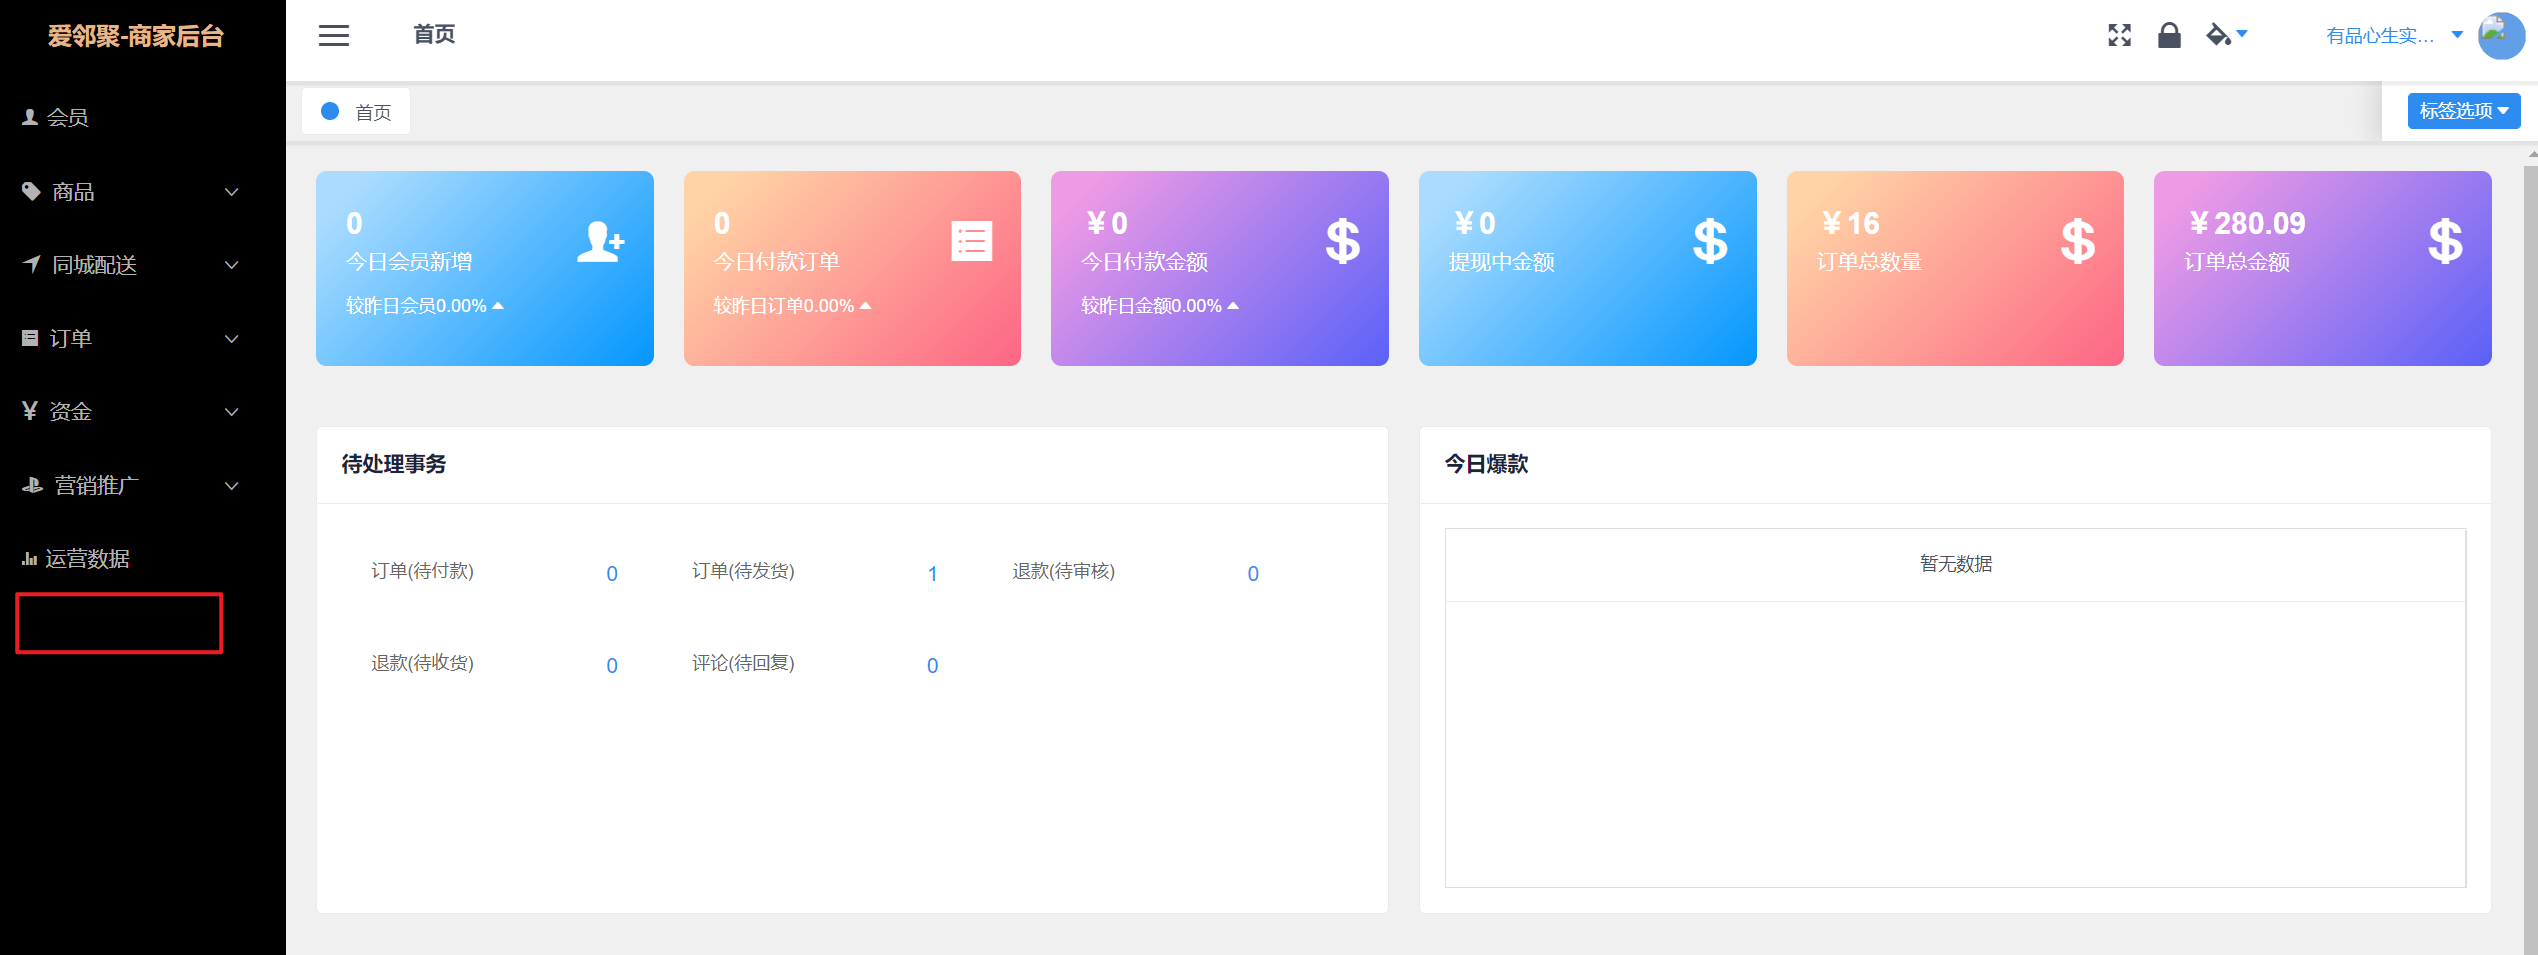 爱邻聚-商家后台
首页
有品心生实...
会员
商品
同城配送
订单
资金
营销推广
运营数据
首页
标签选项
0
今日会员新增
较昨日会员0.00%
0
今日付款订单
较昨日订单0.00%
￥0
今日付款金额
较昨日金额0.00%
￥0
提现中金额
￥16
订单总数量
￥280.09
订单总金额
待处理事务
订单(待付款) 0
订单(待发货) 1
退款(待审核) 0
退款(待收货) 0
评论(待回复) 0
今日爆款
暂无数据